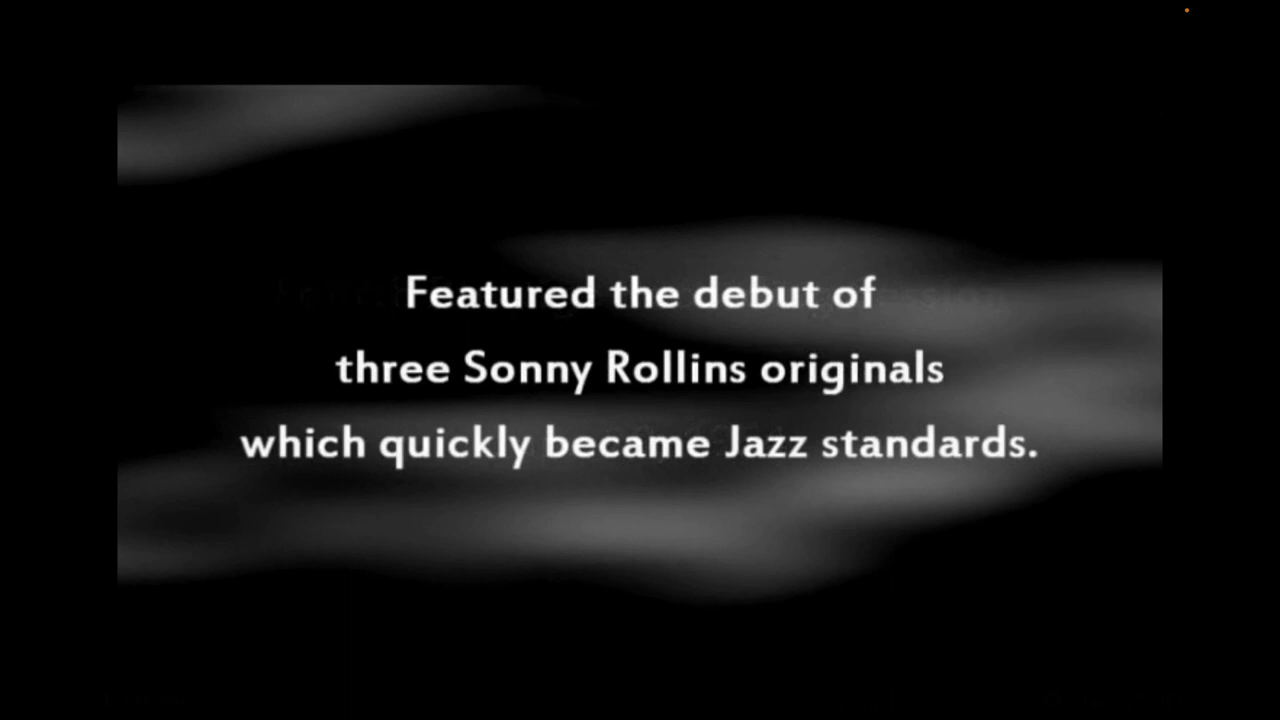 Featured the debut of
three Sonny Rollins originals
which quickly became Jazz standards.